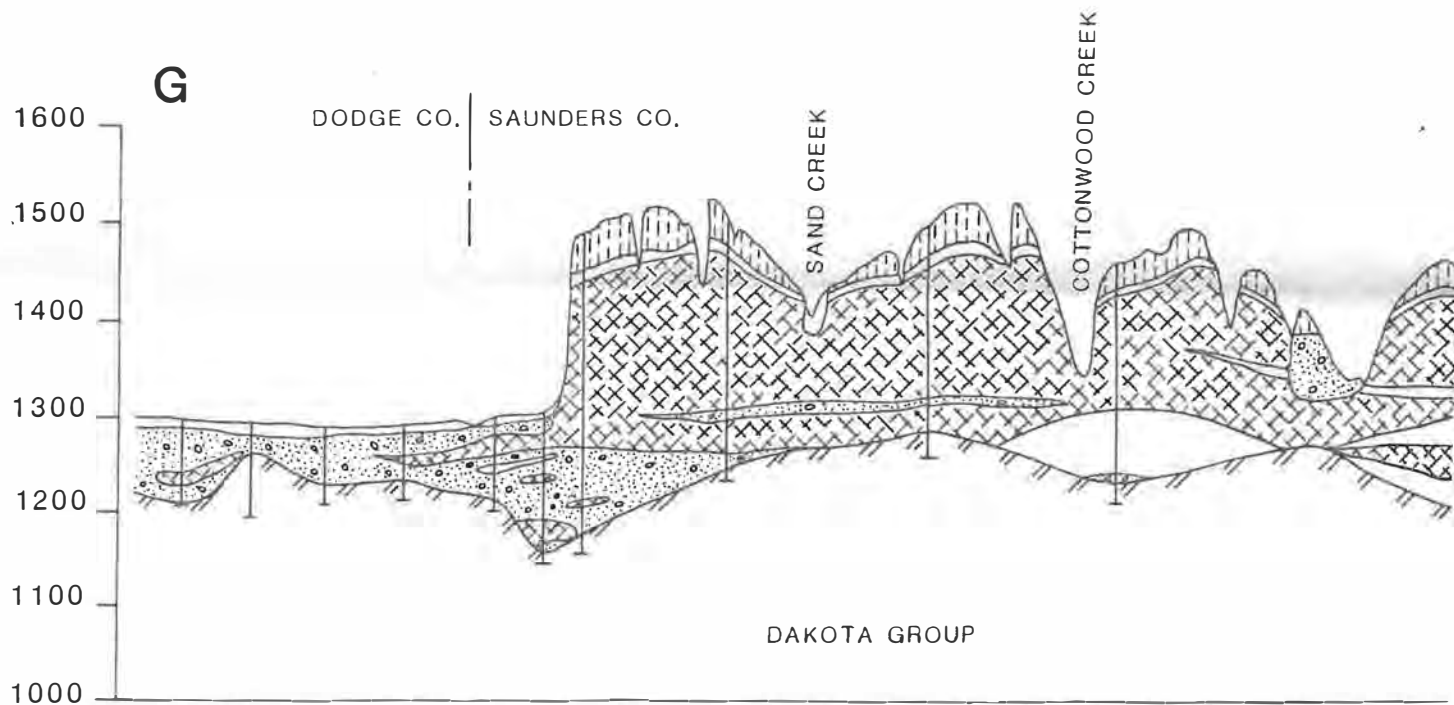 G
DODGE CO. SAUNDERS CO.
SAND CREEK
COTTONWOOD CREEK
1600
1500
1400
1300
1200
1100
1000
DAKOTA GROUP